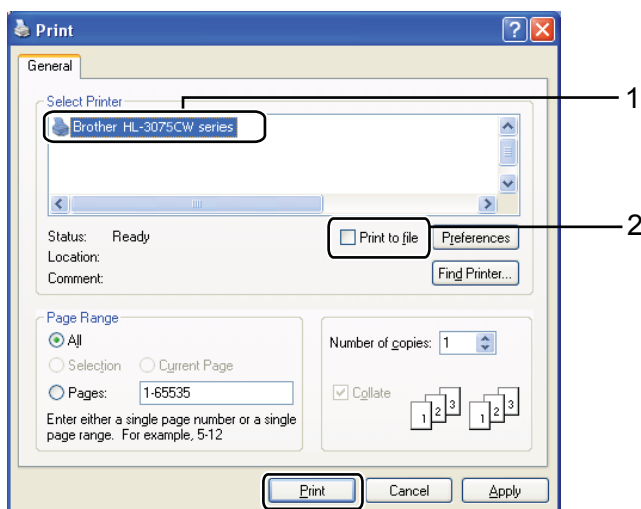 Print
General
Select Printer
1
Brother HL-3075CW series
2
Status: Ready
Print to file
Preferences
Location:
Comment:
Find Printer...
Page Range
All
Selection
Current Page
Pages: 1-65535
Enter either a single page number or a single
page range. For example, 5-12
Number of copies: 1
Collate
1 2 3
1 2 3
Print
Cancel
Apply